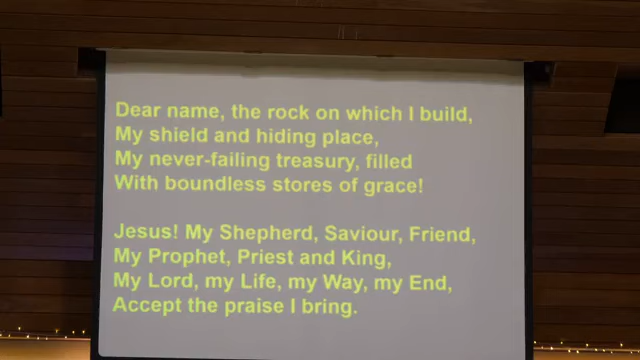 Dear name, the rock on which I build,
My shield and hiding place,
My never-failing treasury, filled
With boundless stores of grace!
Jesus! My Shepherd, Saviour, Friend,
My Prophet, Priest and King,
My Lord, my Life, my Way, my End,
Accept the praise I bring.